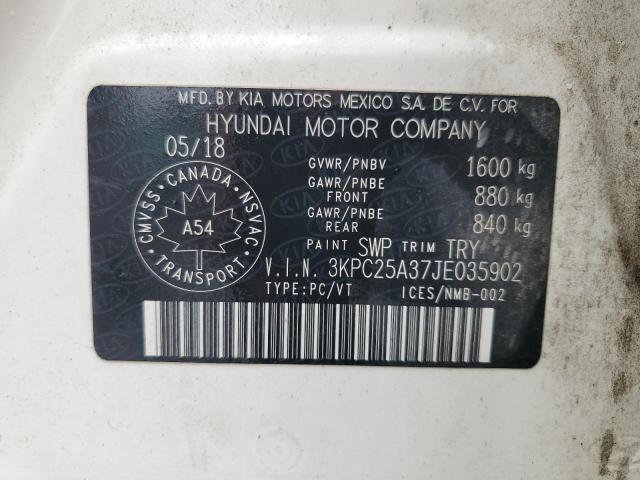 MFD. BY KIA MOTORS MEXICO S.A. DE C.V. FOR
HYUNDAI MOTOR COMPANY
05/18
GVWR/PNBV 1600 kg
GAWR/PNBE FRONT 880 kg
GAWR/PNBE REAR 840 kg
PAINT SWP TRIM TRY
V.I.N. 3KPC25A37JE035902
TYPE:PC/VT ICES/NMB-002
CMVSS CANADA NSVAC
A54
TRANSPORT